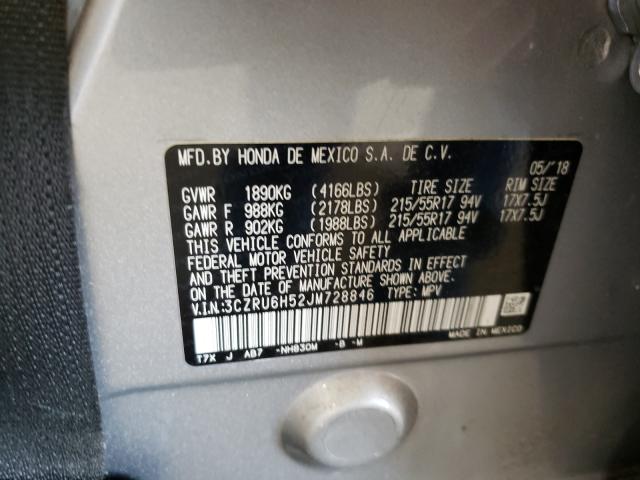 MFD.BY HONDA DE MEXICO S.A. DE C.V.
05/'18
GVWR 1890KG (4166LBS) TIRE SIZE RIM SIZE
GAWR F 988KG (2178LBS) 215/55R17 94V 17X7.5J
GAWR R 902KG (1988LBS) 215/55R17 94V 17X7.5J
THIS VEHICLE CONFORMS TO ALL APPLICABLE
FEDERAL MOTOR VEHICLE SAFETY
AND THEFT PREVENTION STANDARDS IN EFFECT
ON THE DATE OF MANUFACTURE SHOWN ABOVE.
V.I.N:3CZRU6H52JM728846 TYPE: MPV
MADE IN MEXICO
T7X J AB7 -NH830M -B -M